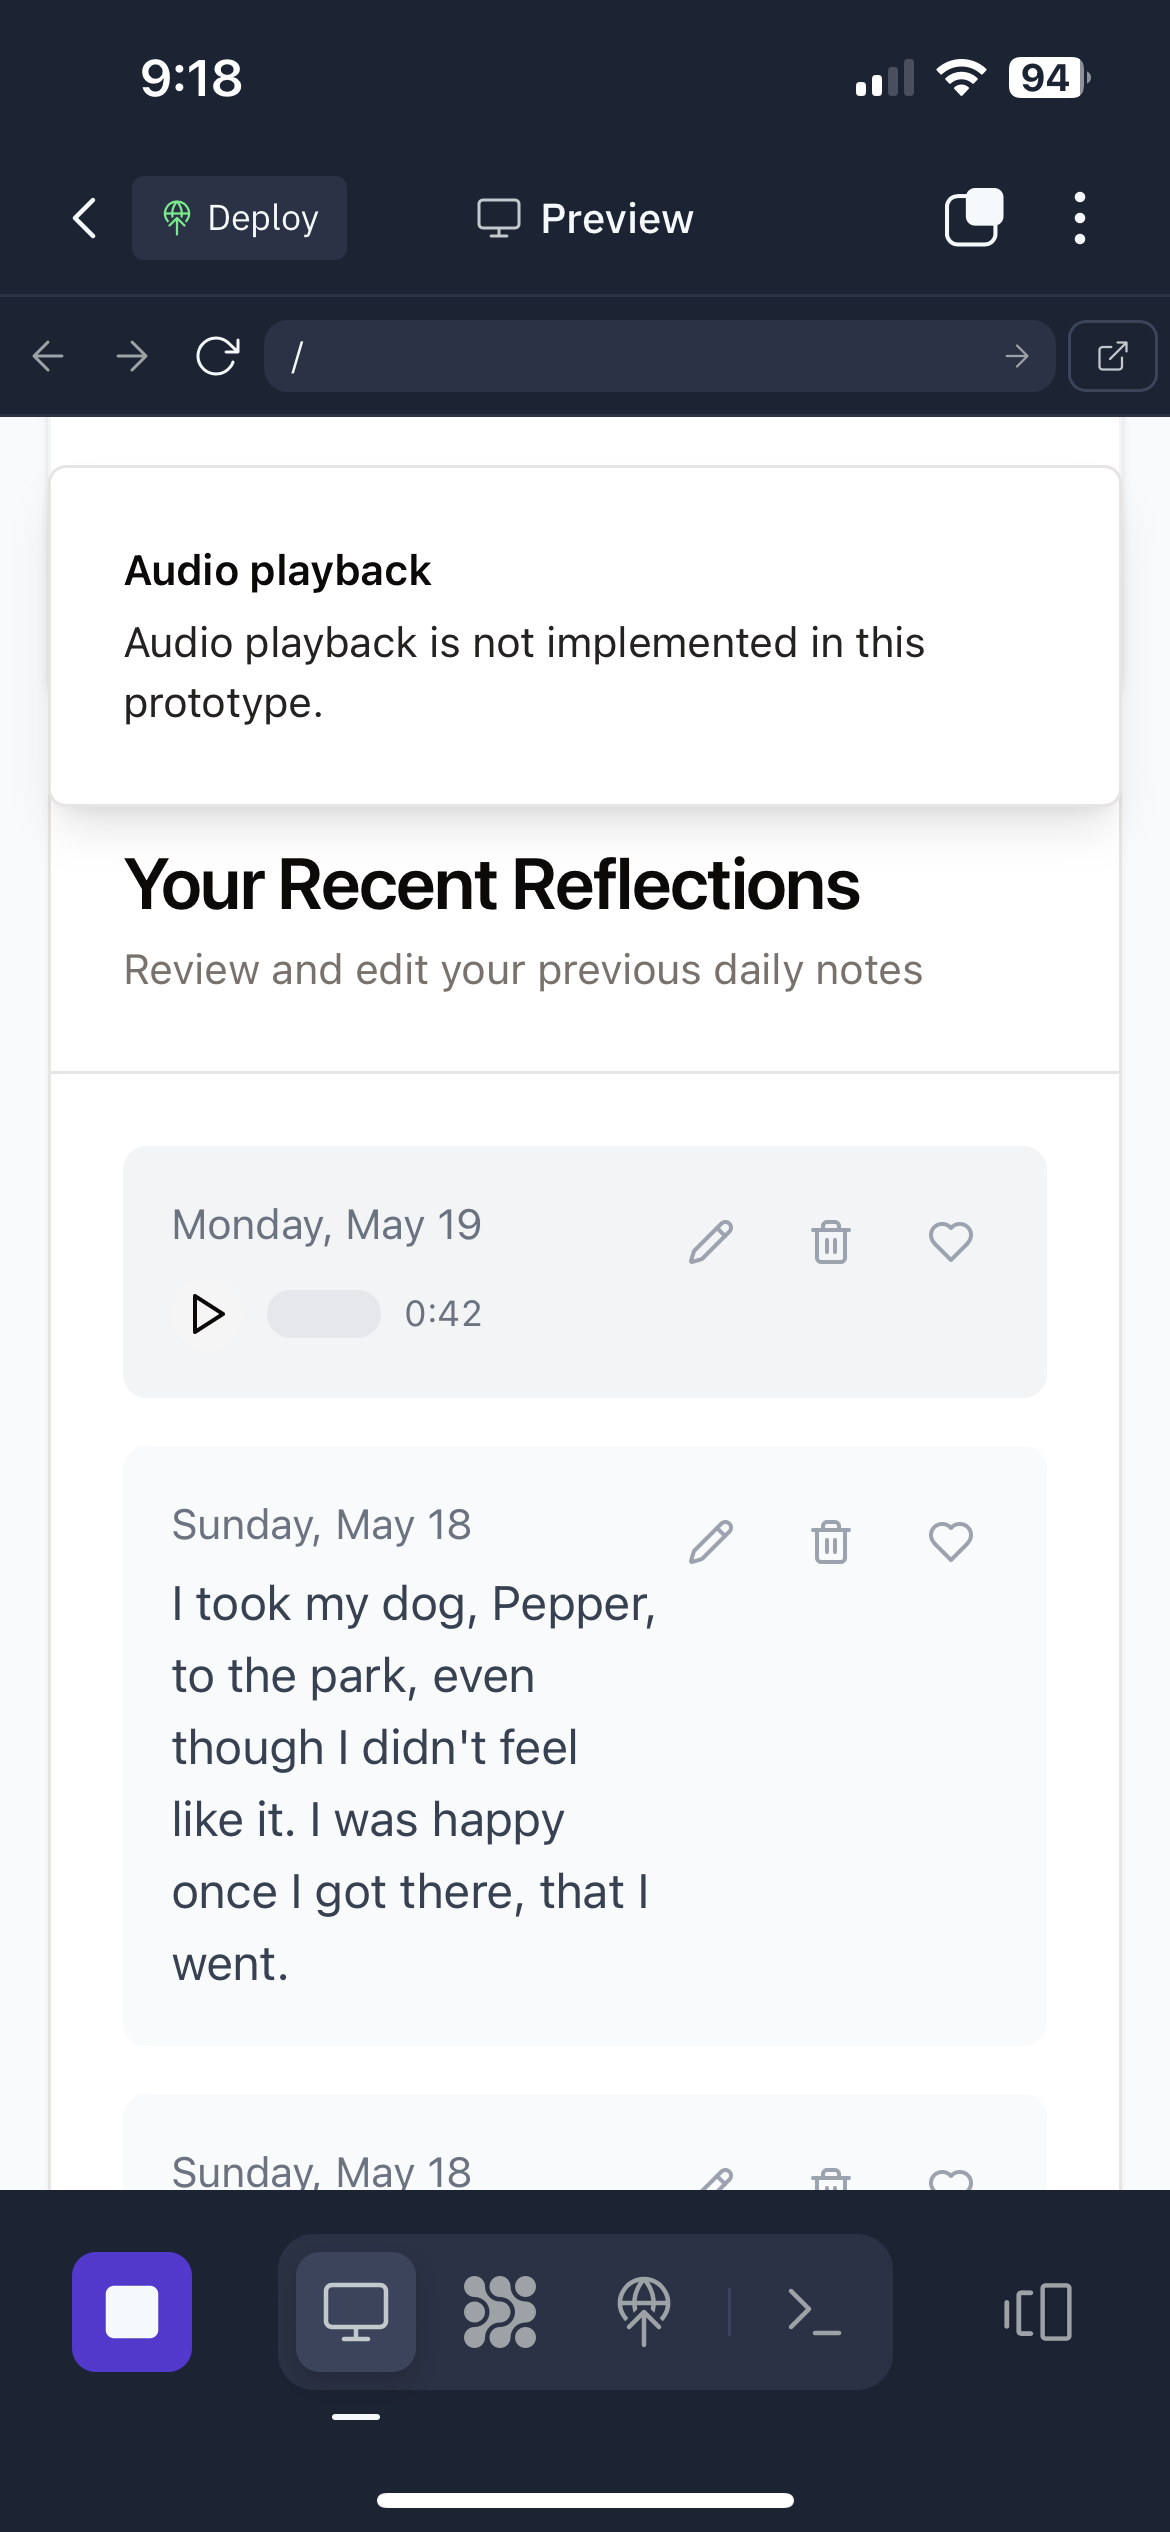 9:18
94
Deploy
Preview
/
Audio playback
Audio playback is not implemented in this
prototype.
Your Recent Reflections
Review and edit your previous daily notes
Monday, May 19
0:42
Sunday, May 18
I took my dog, Pepper,
to the park, even
though I didn't feel
like it. I was happy
once I got there, that I
went.
Sunday, May 18